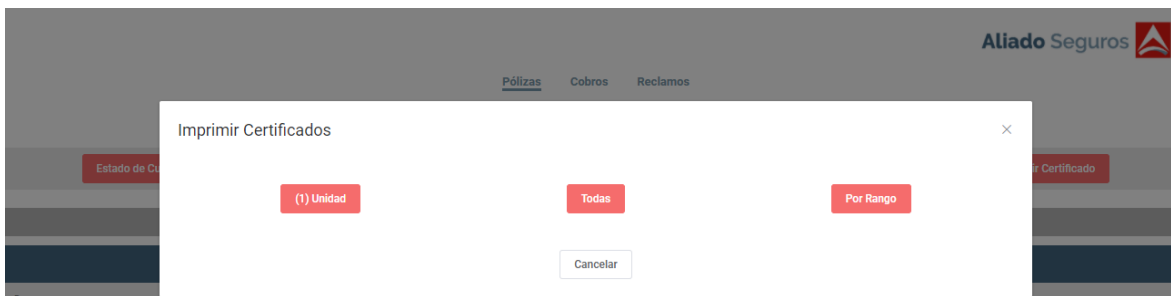 Aliado Seguros
Pólizas Cobros Reclamos
Imprimir Certificados
Estado de Cu
ir Certificado
(1) Unidad Todas Por Rango
Cancelar